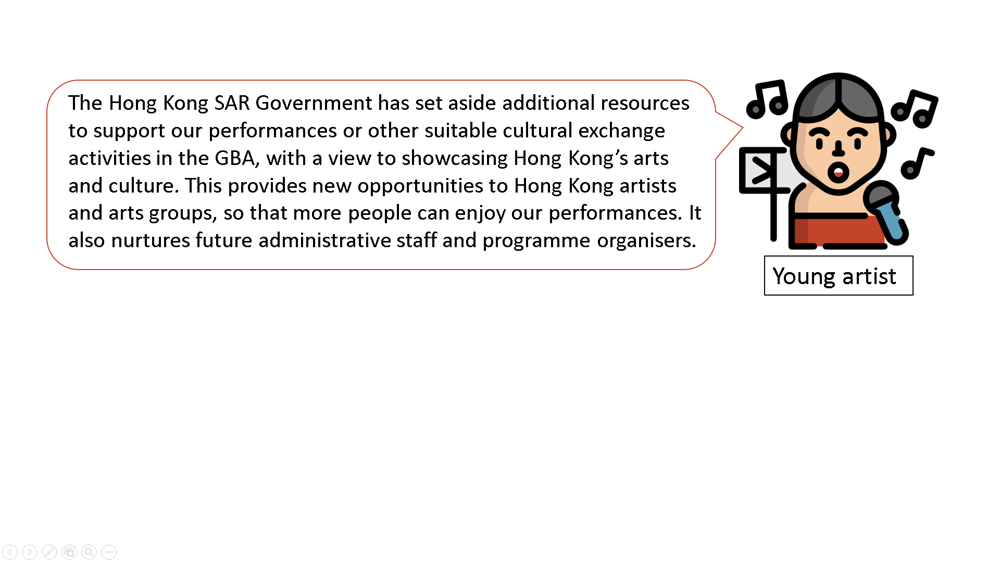 The Hong Kong SAR Government has set aside additional resources
to support our performances or other suitable cultural exchange
activities in the GBA, with a view to showcasing Hong Kong’s arts
and culture. This provides new opportunities to Hong Kong artists
and arts groups, so that more people can enjoy our performances. It
also nurtures future administrative staff and programme organisers.
Young artist